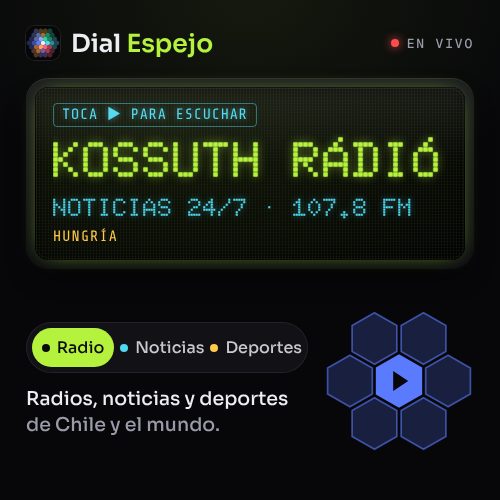 Dial Espejo
EN VIVO
TOCA ▶ PARA ESCUCHAR
KOSSUTH RÁDIÓ
NOTICIAS 24/7 · 107,8 FM
HUNGRÍA
Radio Noticias Deportes
Radios, noticias y deportes
de Chile y el mundo.